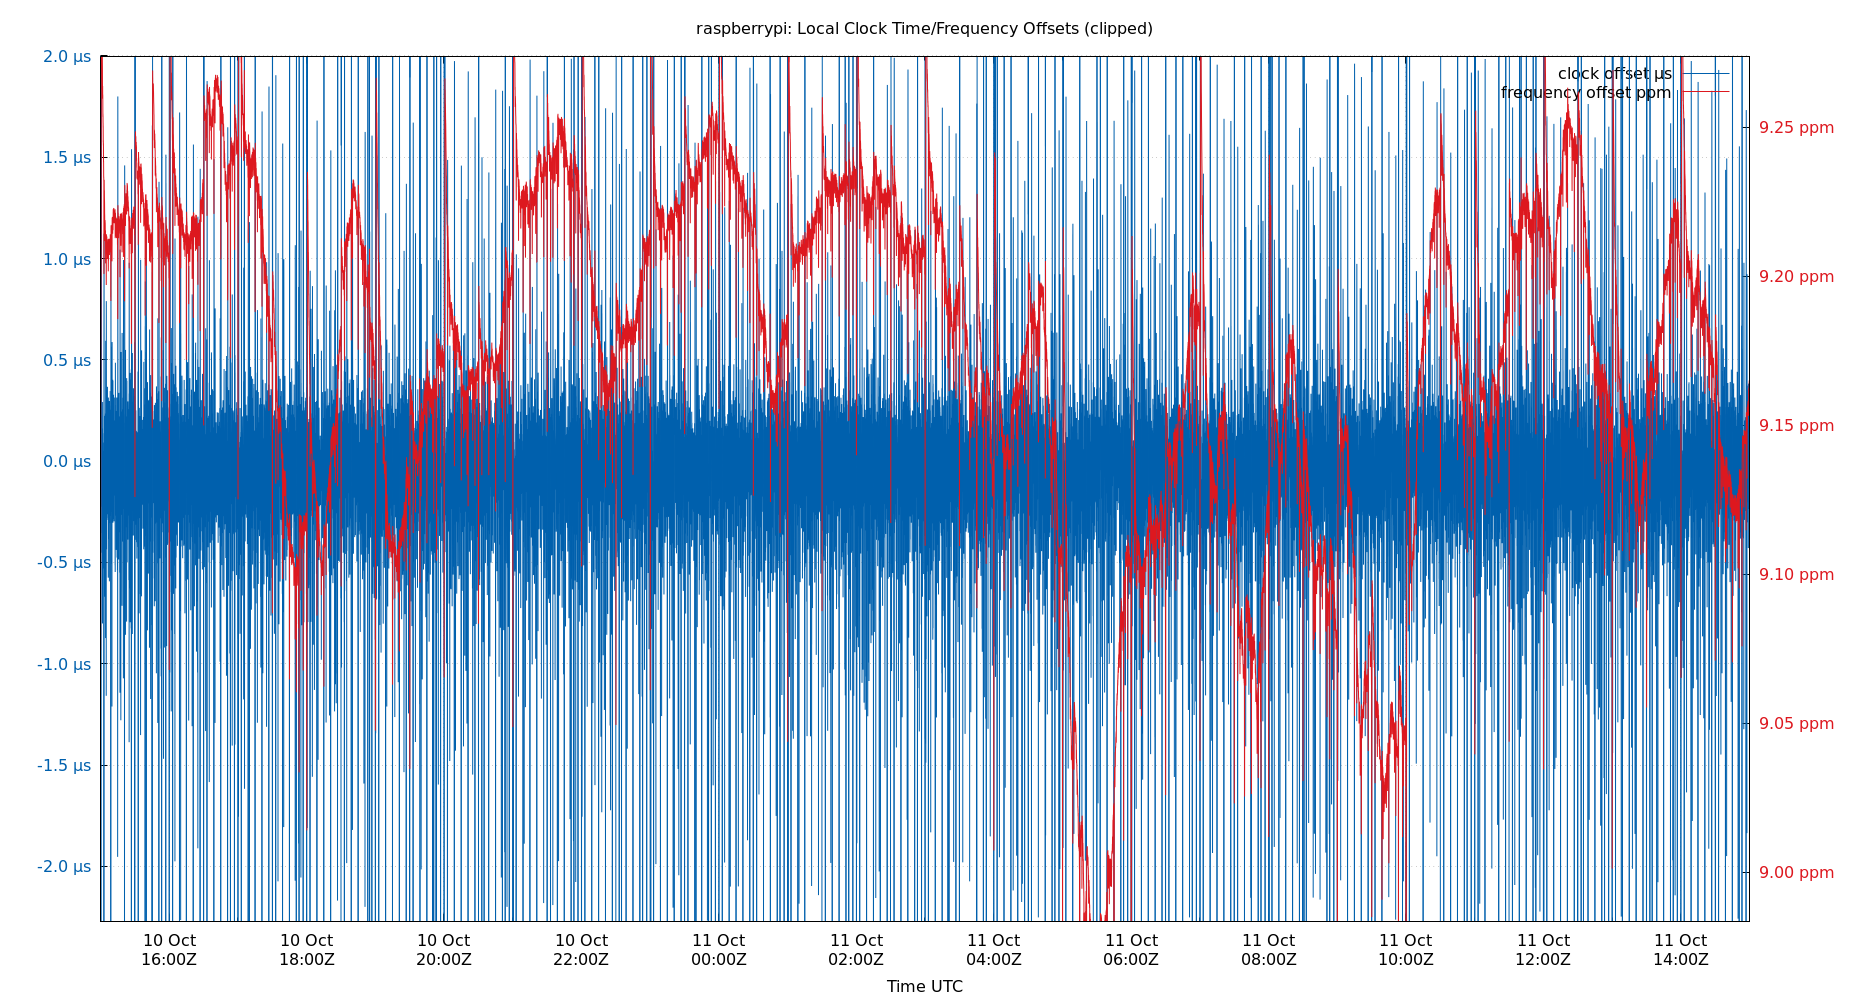 raspberrypi: Local Clock Time/Frequency Offsets (clipped)
clock offset µs
frequency offset ppm
2.0 µs
1.5 µs
1.0 µs
0.5 µs
0.0 µs
-0.5 µs
-1.0 µs
-1.5 µs
-2.0 µs
9.25 ppm
9.20 ppm
9.15 ppm
9.10 ppm
9.05 ppm
9.00 ppm
10 Oct 10 Oct 10 Oct 10 Oct 11 Oct 11 Oct 11 Oct 11 Oct 11 Oct 11 Oct 11 Oct 11 Oct
16:00Z 18:00Z 20:00Z 22:00Z 00:00Z 02:00Z 04:00Z 06:00Z 08:00Z 10:00Z 12:00Z 14:00Z
Time UTC